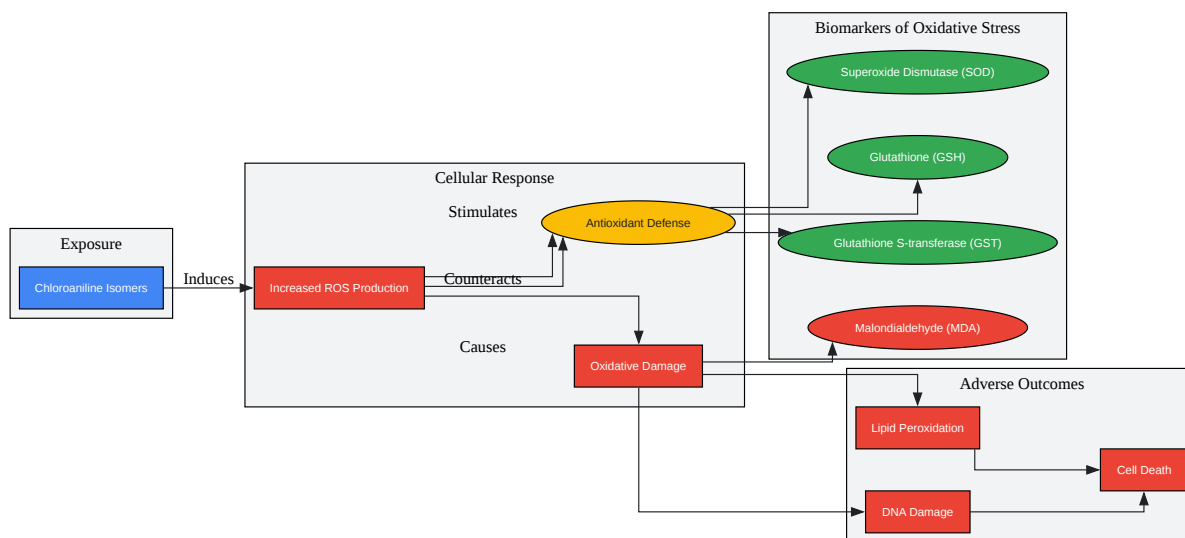 Exposure
Chloroaniline Isomers
Induces
Cellular Response
Increased ROS Production
Stimulates
Counteracts
Causes
Antioxidant Defense
Oxidative Damage
Biomarkers of Oxidative Stress
Superoxide Dismutase (SOD)
Glutathione (GSH)
Glutathione S-transferase (GST)
Malondialdehyde (MDA)
Adverse Outcomes
Lipid Peroxidation
Cell Death
DNA Damage